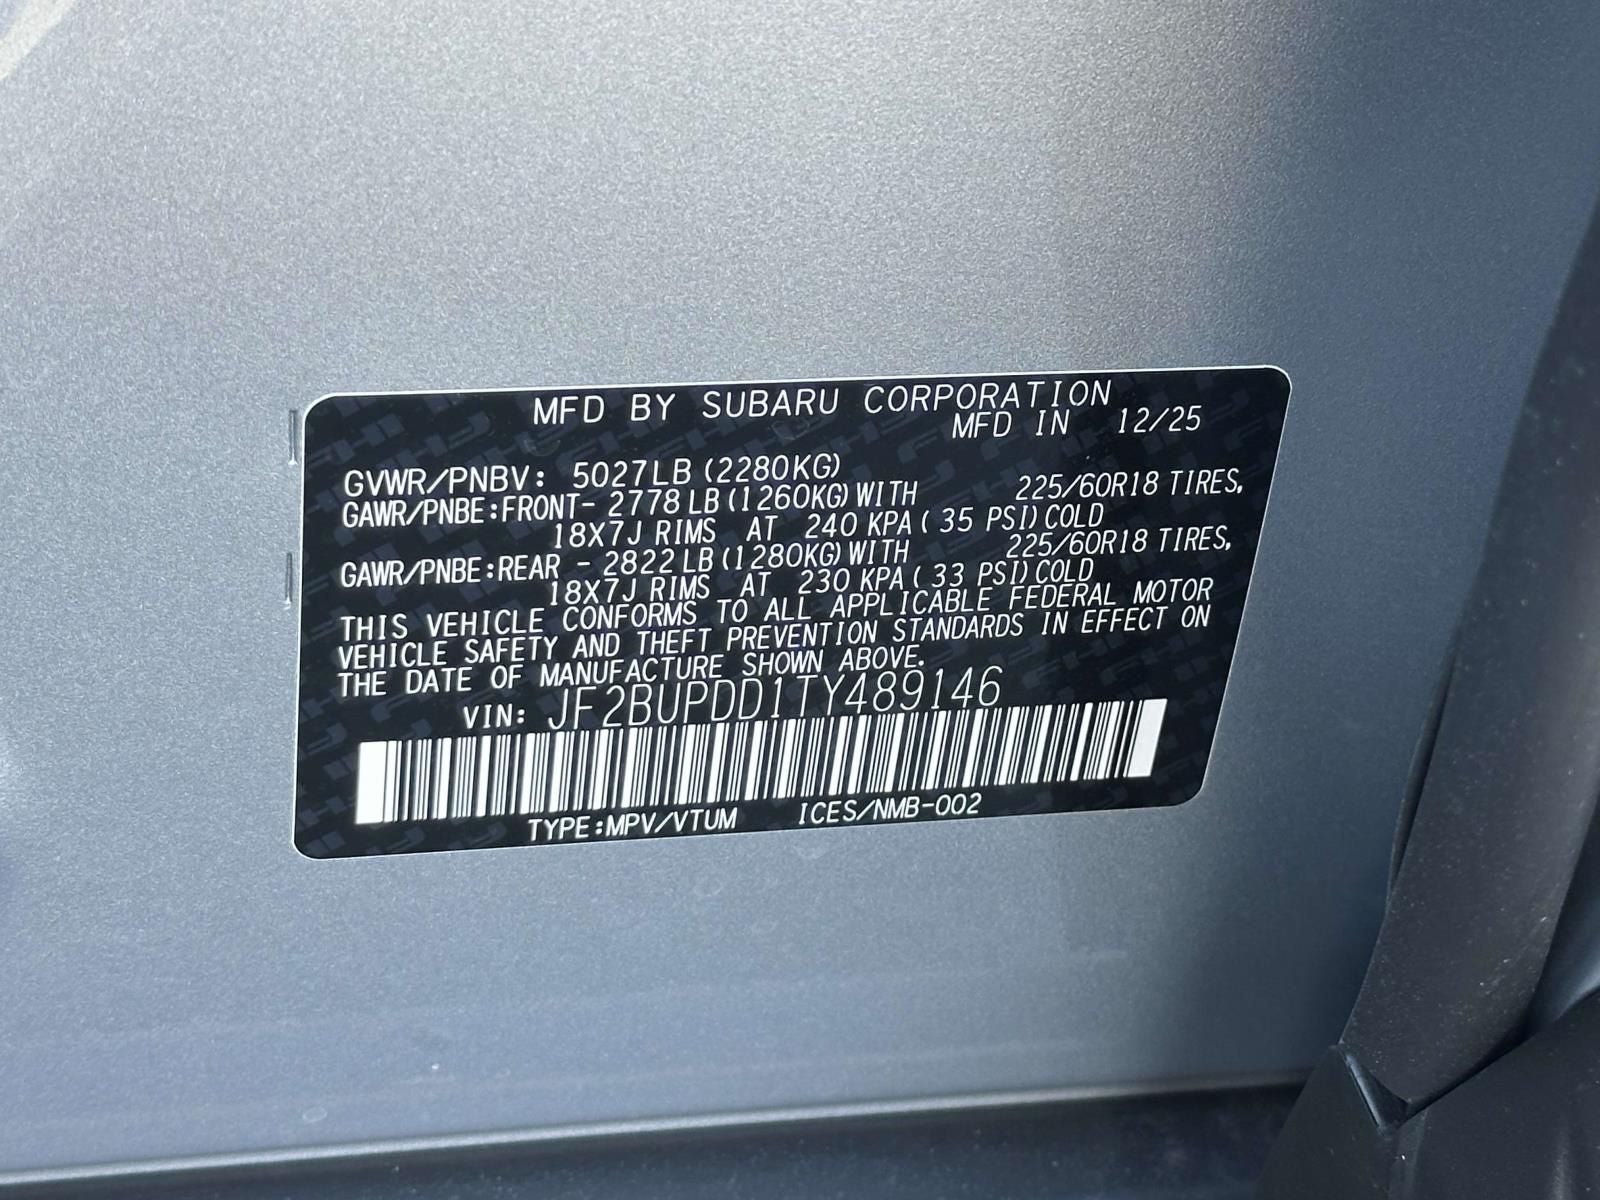 MFD BY SUBARU CORPORATION
MFD IN 12/25
GVWR/PNBV: 5027LB (2280KG)
GAWR/PNBE:FRONT- 2778 LB (1260KG) WITH 225/60R18 TIRES,
18X7J RIMS AT 240 KPA ( 35 PSI) COLD
GAWR/PNBE:REAR - 2822 LB (1280KG) WITH 225/60R18 TIRES,
18X7J RIMS AT 230 KPA ( 33 PSI) COLD
THIS VEHICLE CONFORMS TO ALL APPLICABLE FEDERAL MOTOR
VEHICLE SAFETY AND THEFT PREVENTION STANDARDS IN EFFECT ON
THE DATE OF MANUFACTURE SHOWN ABOVE.
VIN: JF2BUPDD1TY489146
TYPE:MPV/VTUM ICES/NMB-002